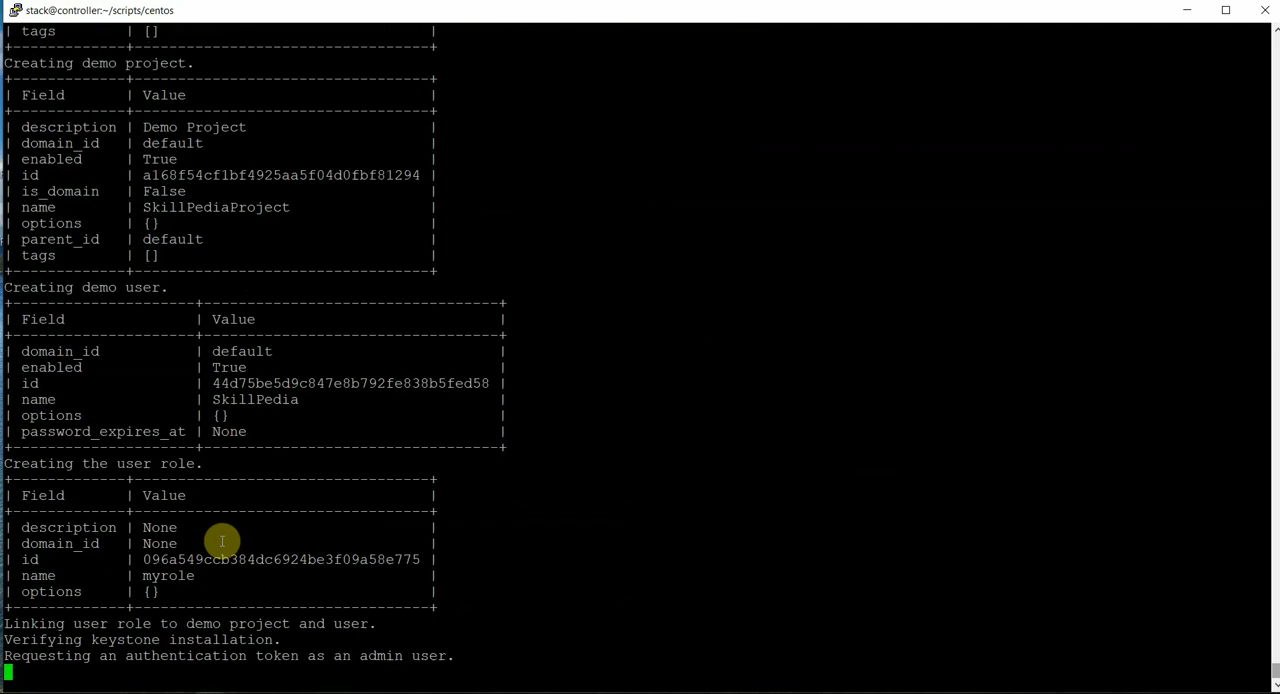 stack@controller:~/scripts/centos
| tags        | []                               |
+-------------+----------------------------------+
Creating demo project.
+-------------+----------------------------------+
| Field       | Value                            |
+-------------+----------------------------------+
| description | Demo Project                     |
| domain_id   | default                          |
| enabled     | True                             |
| id          | a168f54cf1bf4925aa5f04d0fbf81294 |
| is_domain   | False                            |
| name        | SkillPediaProject                |
| options     | {}                               |
| parent_id   | default                          |
| tags        | []                               |
+-------------+----------------------------------+
Creating demo user.
+---------------------+----------------------------------+
| Field               | Value                            |
+---------------------+----------------------------------+
| domain_id           | default                          |
| enabled             | True                             |
| id                  | 44d75be5d9c847e8b792fe838b5fed58 |
| name                | SkillPedia                       |
| options             | {}                               |
| password_expires_at | None                             |
+---------------------+----------------------------------+
Creating the user role.
+-------------+----------------------------------+
| Field       | Value                            |
+-------------+----------------------------------+
| description | None                             |
| domain_id   | None                             |
| id          | 096a549ccb384dc6924be3f09a58e775 |
| name        | myrole                           |
| options     | {}                               |
+-------------+----------------------------------+
Linking user role to demo project and user.
Verifying keystone installation.
Requesting an authentication token as an admin user.